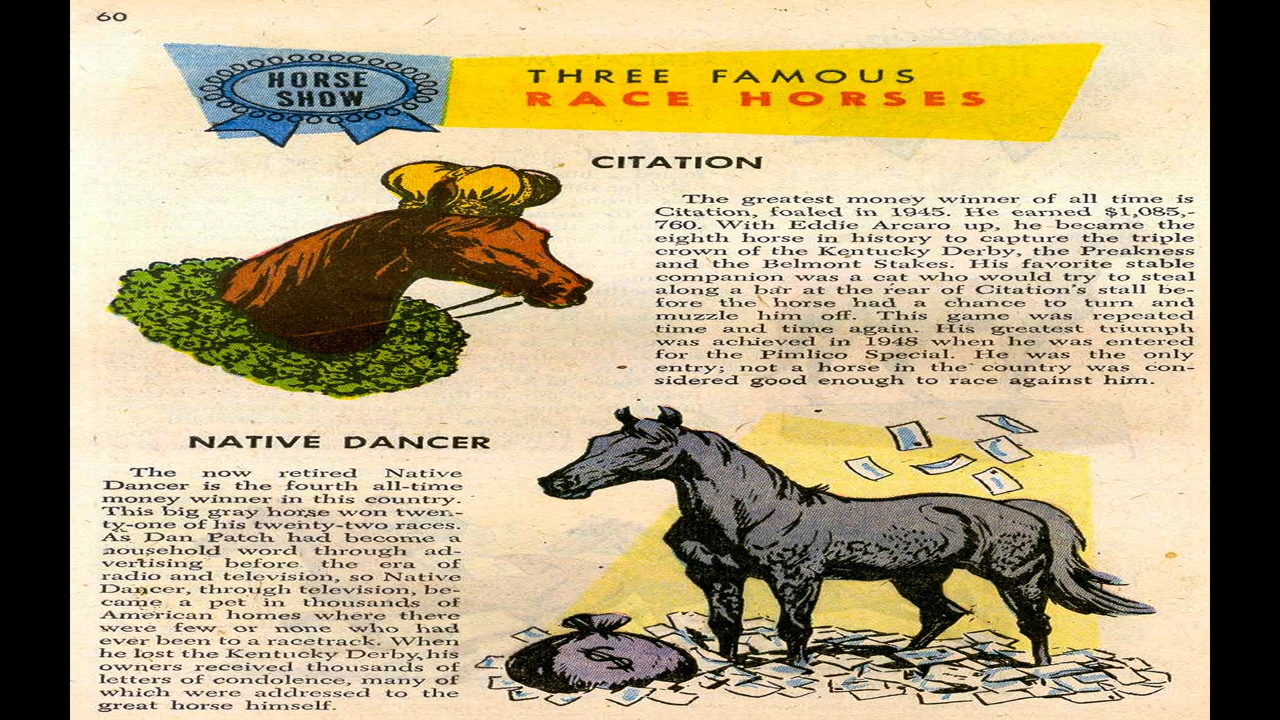 60
HORSE
SHOW
THREE FAMOUS
RACE HORSES
CITATION
The greatest money winner of all time is
Citation, foaled in 1945. He earned $1,085,-
760. With Eddie Arcaro up, he became the
eighth horse in history to capture the triple
crown of the Kentucky Derby, the Preakness
and the Belmont Stakes. His favorite stable
companion was a cat who would try to steal
along a bar at the rear of Citation's stall be-
fore the horse had a chance to turn and
muzzle him off. This game was repeated
time and time again. His greatest triumph
was achieved in 1948 when he was entered
for the Pimlico Special. He was the only
entry; not a horse in the country was con-
sidered good enough to race against him.
NATIVE DANCER
The now retired Native
Dancer is the fourth all-time
money winner in this country.
This big gray horse won twen-
ty-one of his twenty-two races.
As Dan Patch had become a
household word through ad-
vertising before the era of
radio and television, so Native
Dancer, through television, be-
came a pet in thousands of
American homes where there
were few or none who had
ever been to a racetrack. When
he lost the Kentucky Derby, his
owners received thousands of
letters of condolence, many of
which were addressed to the
great horse himself.
$